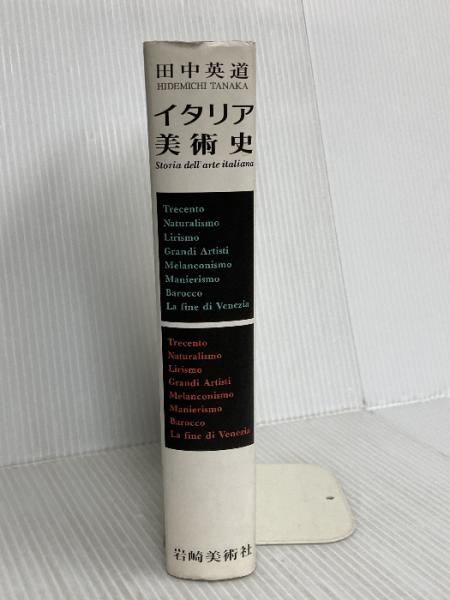 田中英道
HIDEMICHI TANAKA
イタリア
美術史
Storia dell'arte italiana
Trecento
Naturalismo
Lirismo
Grandi Artisti
Melanconismo
Manierismo
Barocco
La fine di Venezia
Trecento
Naturalismo
Lirismo
Grandi Artisti
Melanconismo
Manierismo
Barocco
La fine di Venezia
岩崎美術社